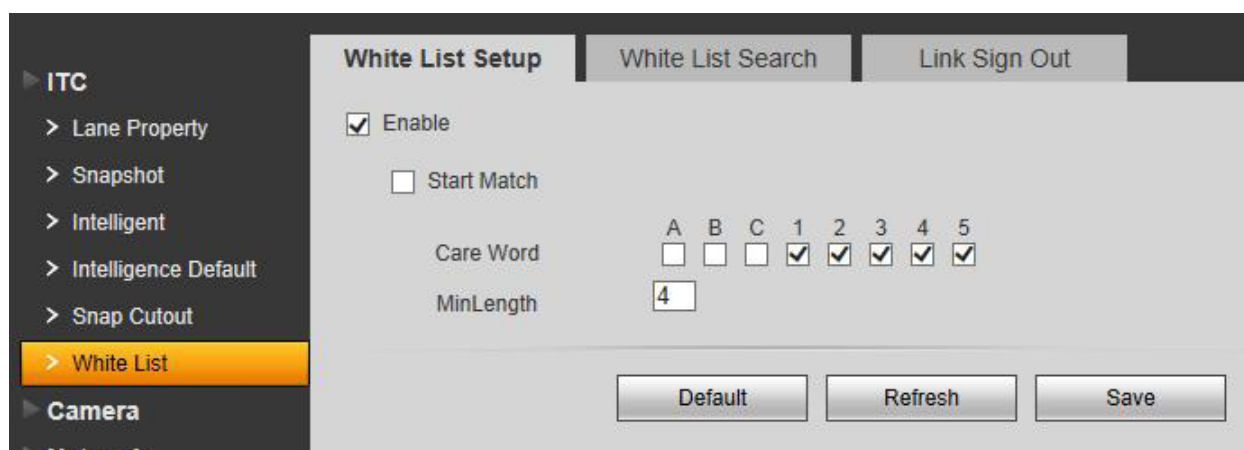 White List Setup
White List Search
Link Sign Out
ITC
> Lane Property
> Snapshot
> Intelligent
> Intelligence Default
> Snap Cutout
> White List
Camera
Enable
Start Match
A B C 1 2 3 4 5
Care Word
MinLength 4
Default
Refresh
Save